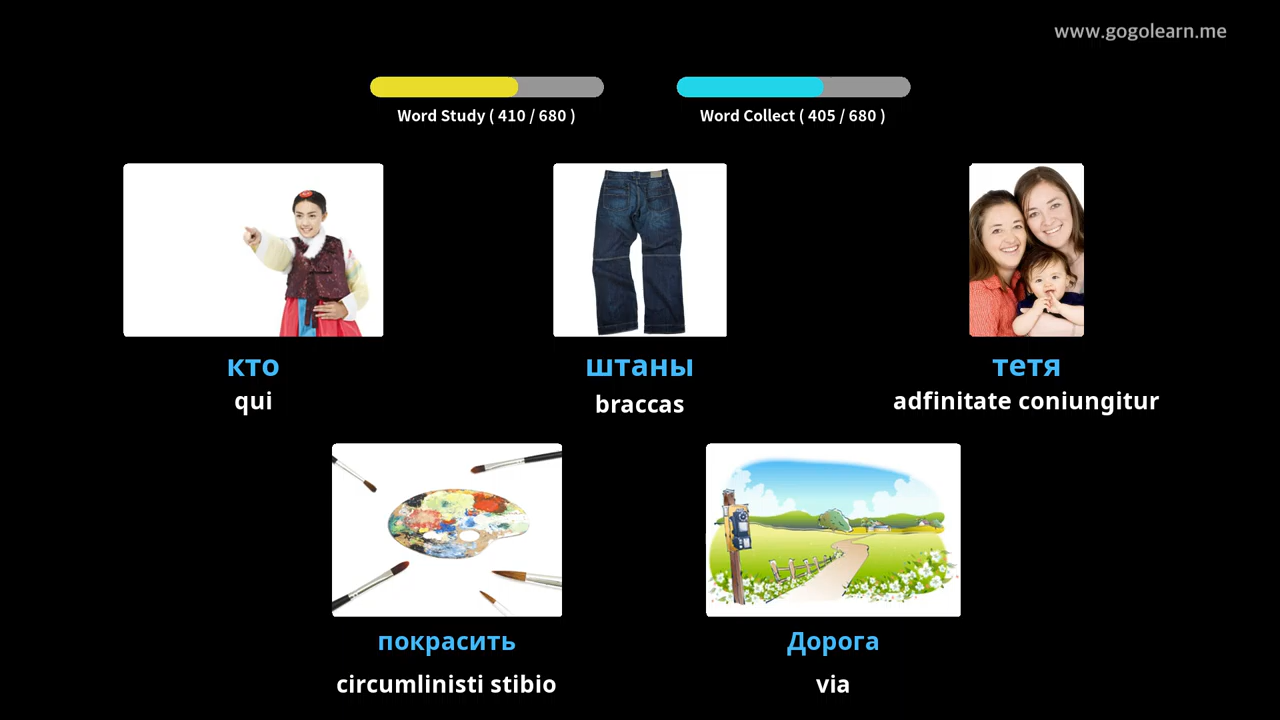 www.gogolearn.me
Word Study ( 410 / 680 )
Word Collect ( 405 / 680 )
кто
qui
штаны
braccas
тетя
adfinitate coniungitur
покрасить
circumlinisti stibio
Дорога
via